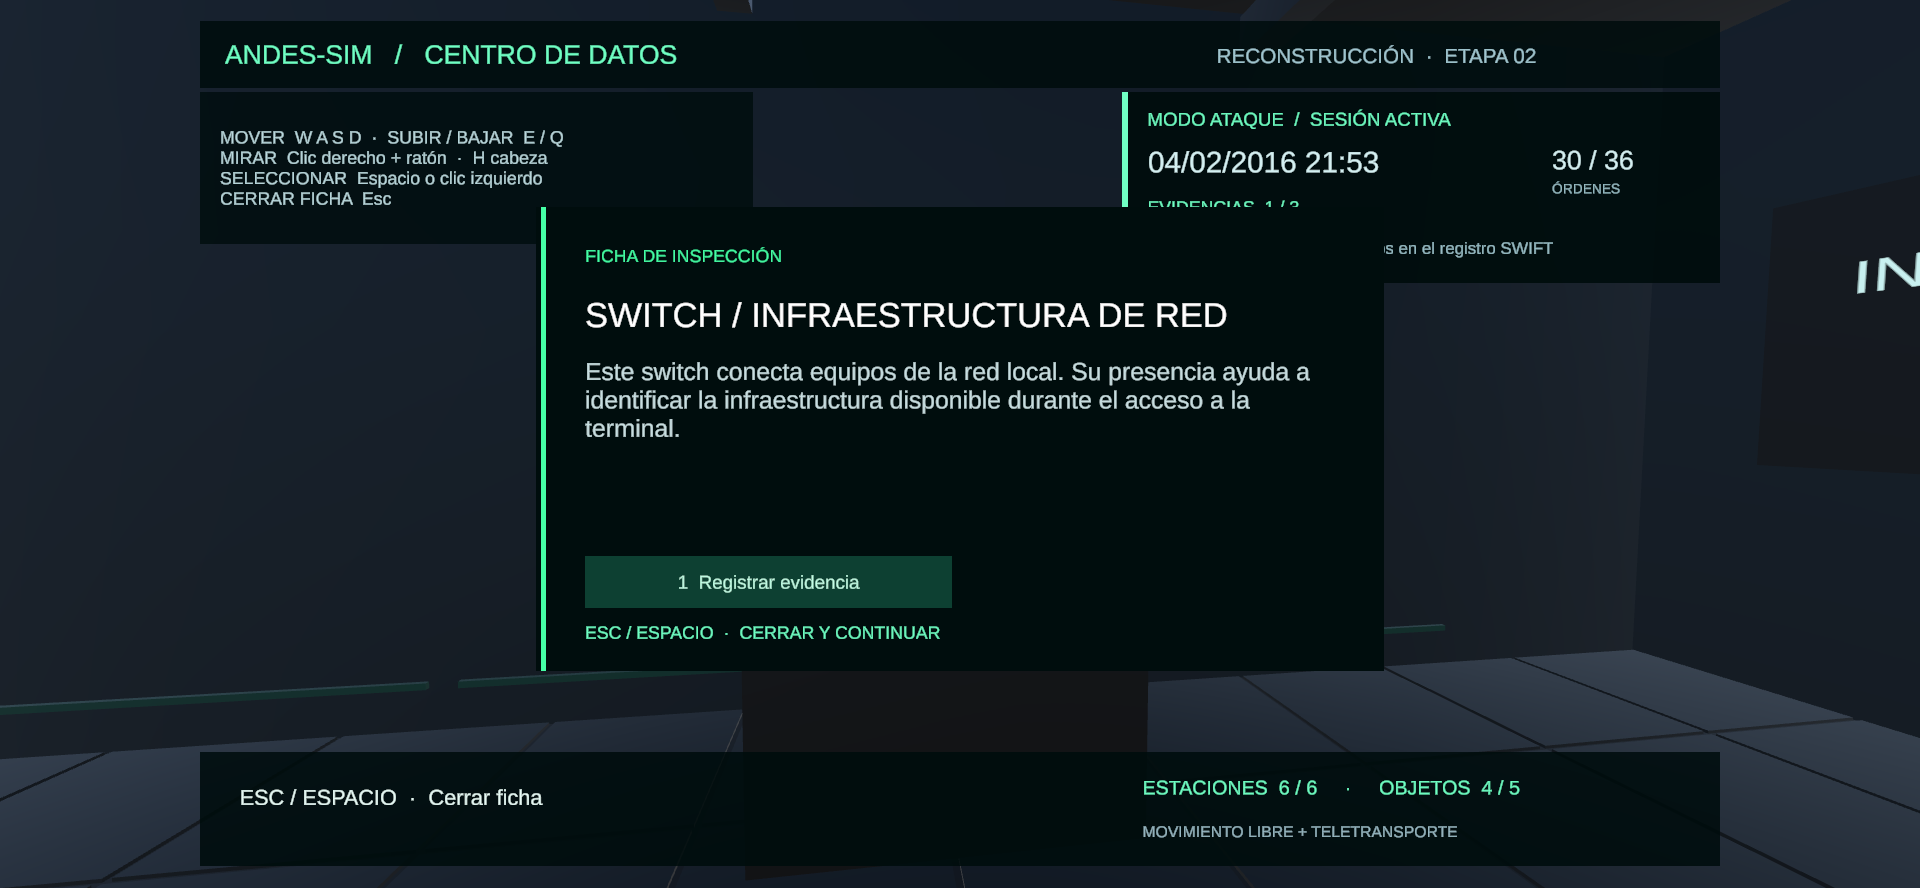 ANDES-SIM / CENTRO DE DATOS
RECONSTRUCCIÓN · ETAPA 02
MOVER W A S D · SUBIR / BAJAR E / Q
MIRAR Clic derecho + ratón · H cabeza
SELECCIONAR Espacio o clic izquierdo
CERRAR FICHA Esc
MODO ATAQUE / SESIÓN ACTIVA
04/02/2016 21:53
30 / 36
ÓRDENES
EVIDENCIAS 1 / 3
en el registro SWIFT
FICHA DE INSPECCIÓN
SWITCH / INFRAESTRUCTURA DE RED
Este switch conecta equipos de la red local. Su presencia ayuda a
identificar la infraestructura disponible durante el acceso a la
terminal.
1 Registrar evidencia
ESC / ESPACIO · CERRAR Y CONTINUAR
ESC / ESPACIO · Cerrar ficha
ESTACIONES 6 / 6 · OBJETOS 4 / 5
MOVIMIENTO LIBRE + TELETRANSPORTE